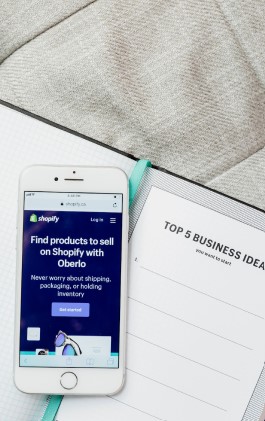 shopify
Log in
Find products to sell
on Shopify with
Oberlo
Never worry about shipping,
packaging, or holding
inventory
Get started
TOP 5 BUSINESS IDEA
you want to start
1.